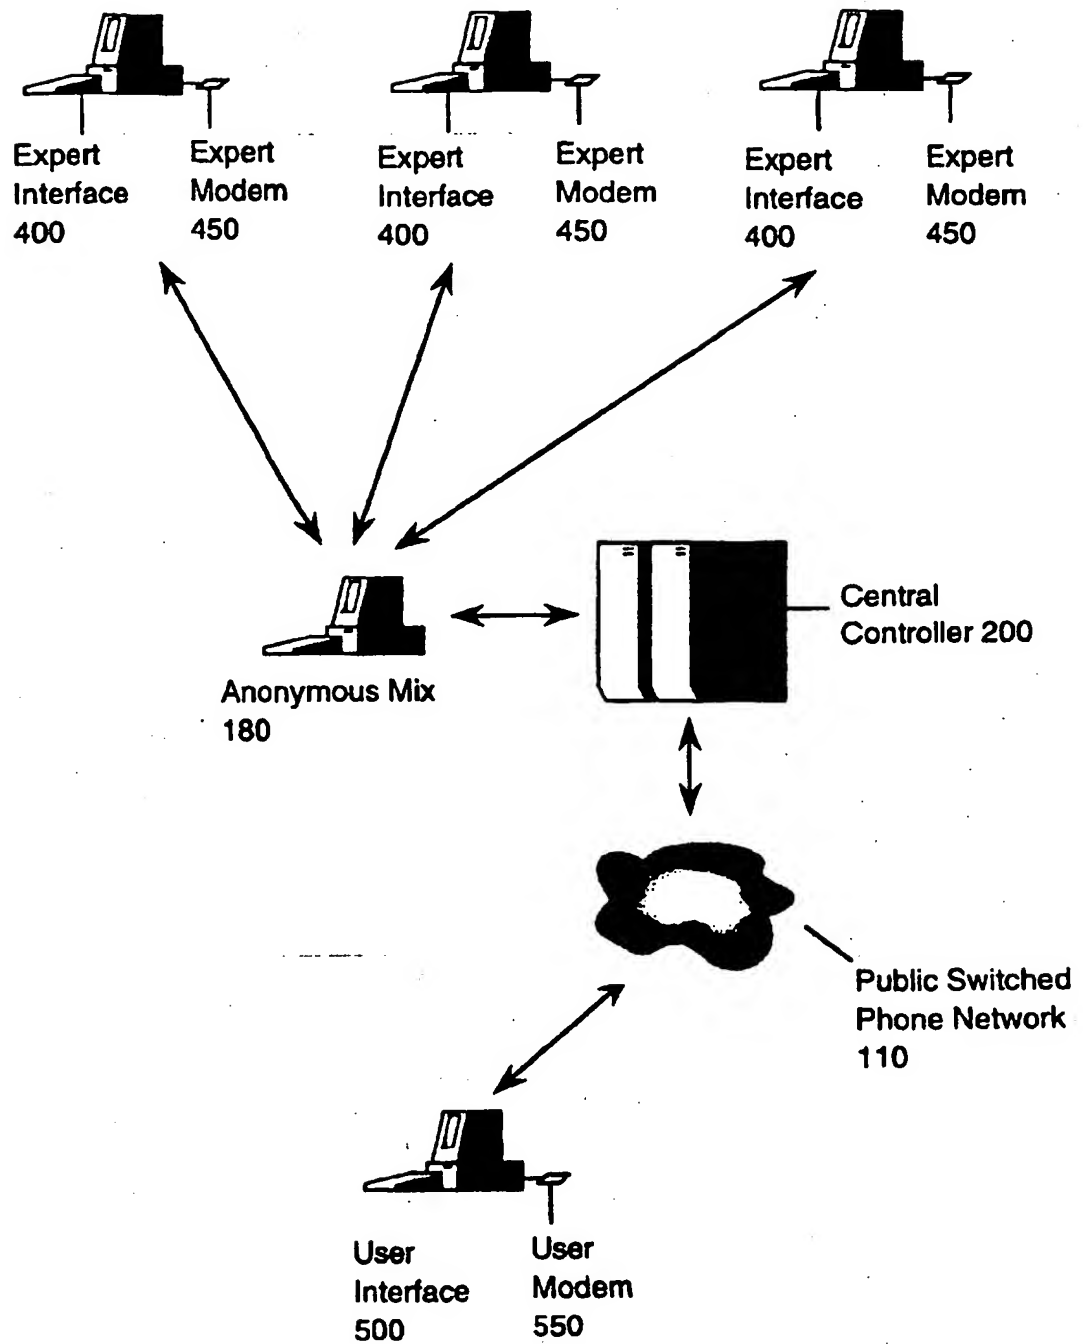 Expert
Interface
400
Expert
Modem
450
Expert
Interface
400
Expert
Modem
450
Expert
Interface
400
Expert
Modem
450
Central
Controller 200
Anonymous Mix
180
Public Switched
Phone Network
110
User
Interface
500
User
Modem
550